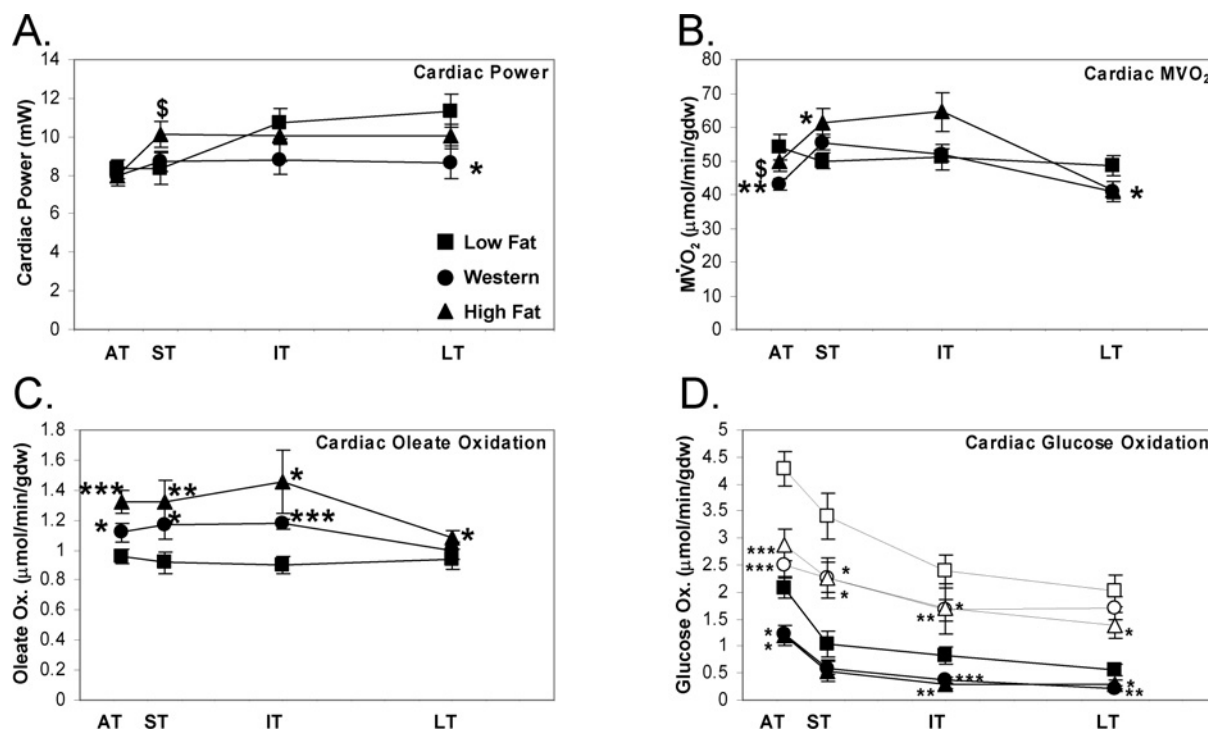 A.
Cardiac Power
Cardiac Power (mW)
14
12
10
8
6
4
2
0
$
*
Low Fat
Western
High Fat
AT ST IT LT
B.
Cardiac MV̇O₂
MV̇O₂ (μmol/min/gdw)
80
70
60
50
40
30
20
10
0
*
$
**
*
AT ST IT LT
C.
Cardiac Oleate Oxidation
Oleate Ox. (μmol/min/gdw)
1.8
1.6
1.4
1.2
1
0.8
0.6
0.4
0.2
0
*** ** *
* * *** *
AT ST IT LT
D.
Cardiac Glucose Oxidation
Glucose Ox. (μmol/min/gdw)
5
4.5
4
3.5
3
2.5
2
1.5
1
0.5
0
***
*** *
*
** * *
*
*
** *** *
**
AT ST IT LT